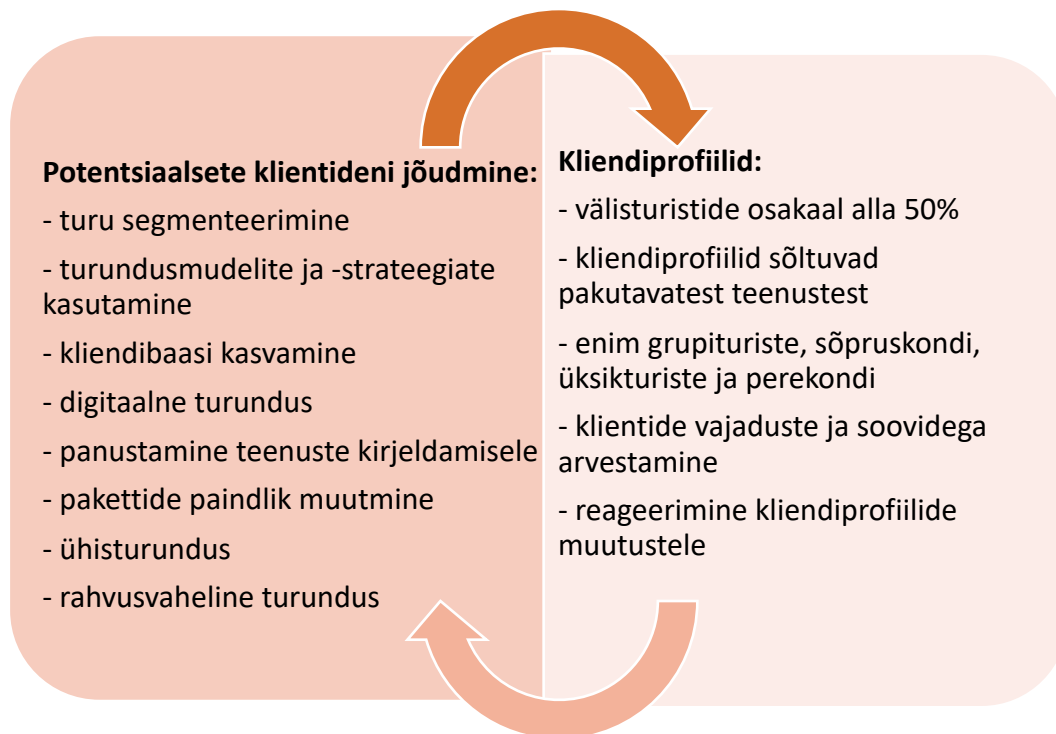 Potentsiaalsete klientideni jõudmine:
- turu segmenteerimine
- turundusmudelite ja -strateegiate
kasutamine
- kliendibaasi kasvamine
- digitaalne turundus
- panustamine teenuste kirjeldamisele
- pakettide paindlik muutmine
- ühisturundus
- rahvusvaheline turundus
Kliendiprofiilid:
- välisturistide osakaal alla 50%
- kliendiprofiilid sõltuvad
pakutavatest teenustest
- enim grupituriste, sõpruskondi,
üksikturiste ja perekondi
- klientide vajaduste ja soovidega
arvestamine
- reageerimine kliendiprofiilide
muutustele